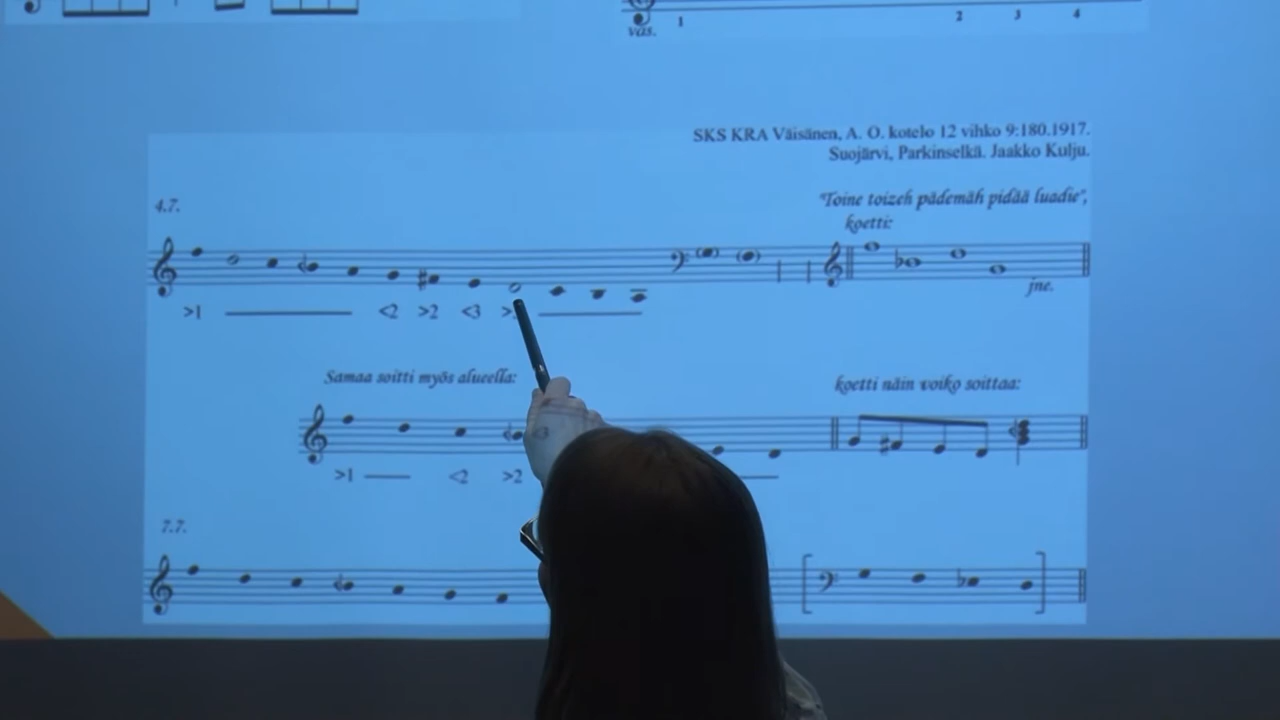 1 2 3 4
vas.
SKS KRA Väisänen, A. O. kotelo 12 vihko 9:180.1917.
Suojärvi, Parkinselkä. Jaakko Kulju.
4.7.
"Toine toizeh pädemäh pidää luadie",
koetti:
jne.
>1 <2 >2 <3
Samaa soitti myös alueella:
koetti näin voiko soittaa:
>1 <2 >2 <3
7.7.